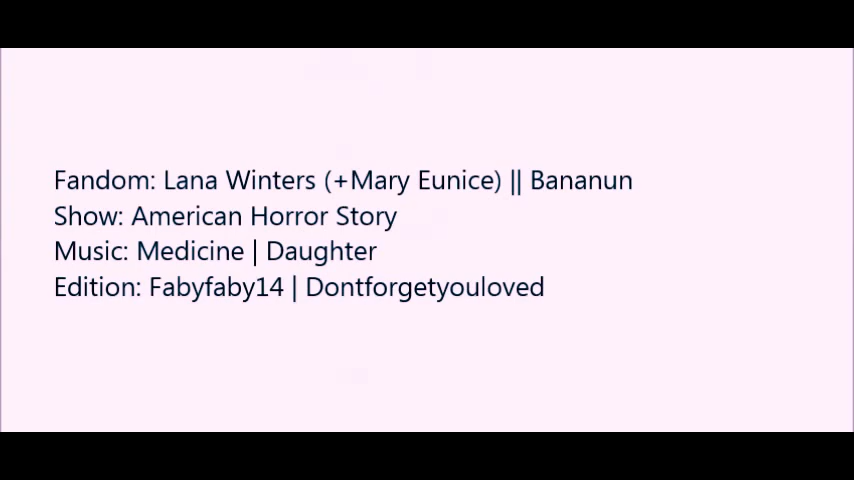 Fandom: Lana Winters (+Mary Eunice) || Bananun
Show: American Horror Story
Music: Medicine | Daughter
Edition: Fabyfaby14 | Dontforgetyouloved